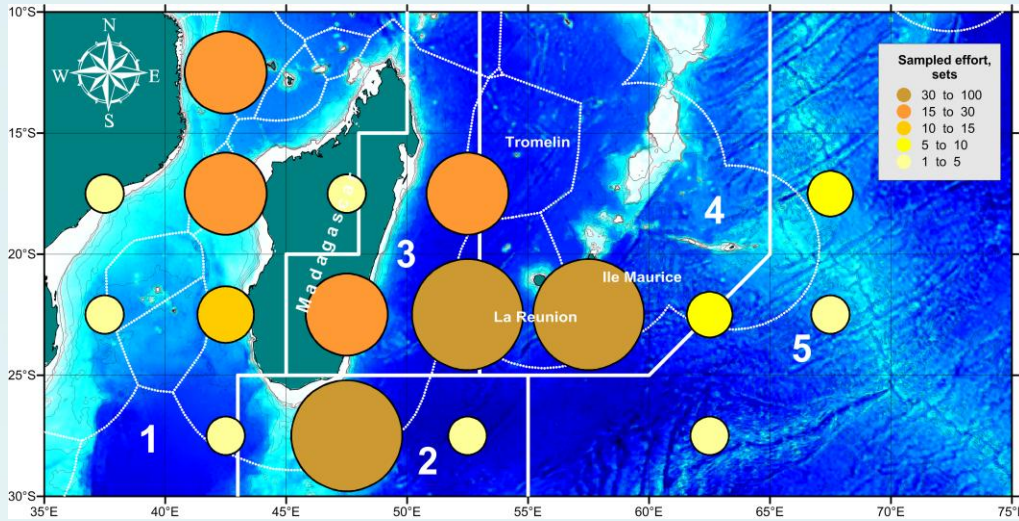 10°S
15°S
20°S
25°S
30°S
N
W E
S
Sampled effort,
sets
30 to 100
15 to 30
10 to 15
5 to 10
1 to 5
Tromelin
Madagasca
Ile Maurice
La Reunion
1
2
3
4
5
35°E 40°E 45°E 50°E 55°E 60°E 65°E 70°E 75°E